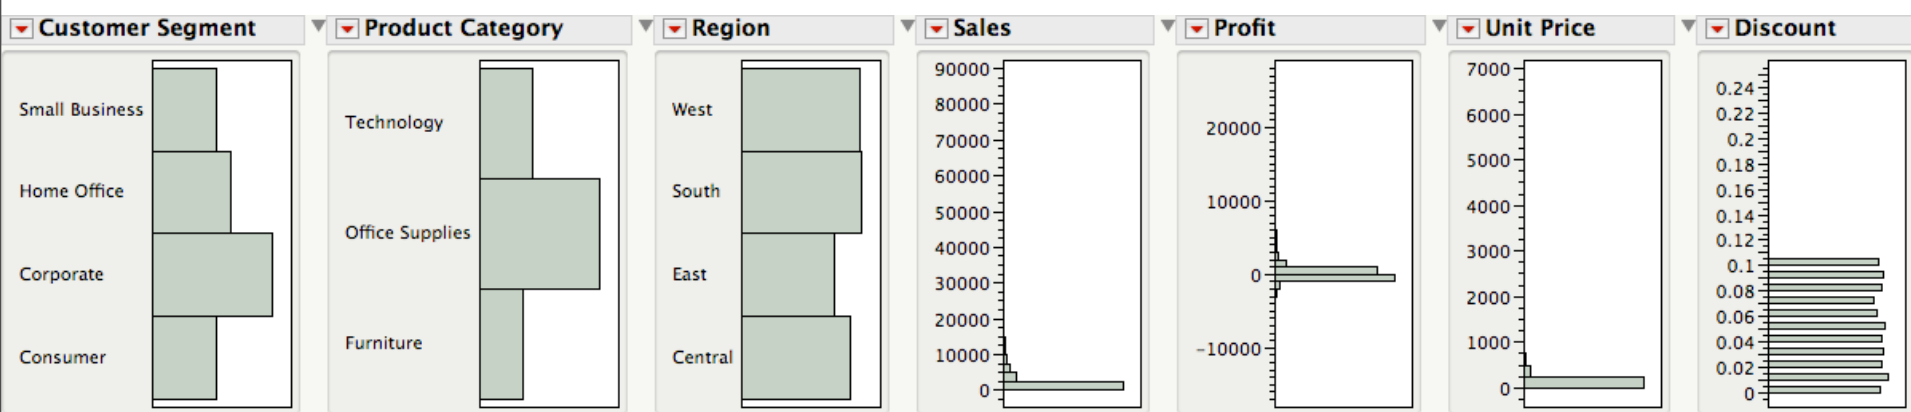 Customer Segment
Small Business
Home Office
Corporate
Consumer
Product Category
Technology
Office Supplies
Furniture
Region
West
South
East
Central
Sales
90000
80000
70000
60000
50000
40000
30000
20000
10000
0
Profit
20000
10000
0
-10000
Unit Price
7000
6000
5000
4000
3000
2000
1000
0
Discount
0.24
0.22
0.2
0.18
0.16
0.14
0.12
0.1
0.08
0.06
0.04
0.02
0